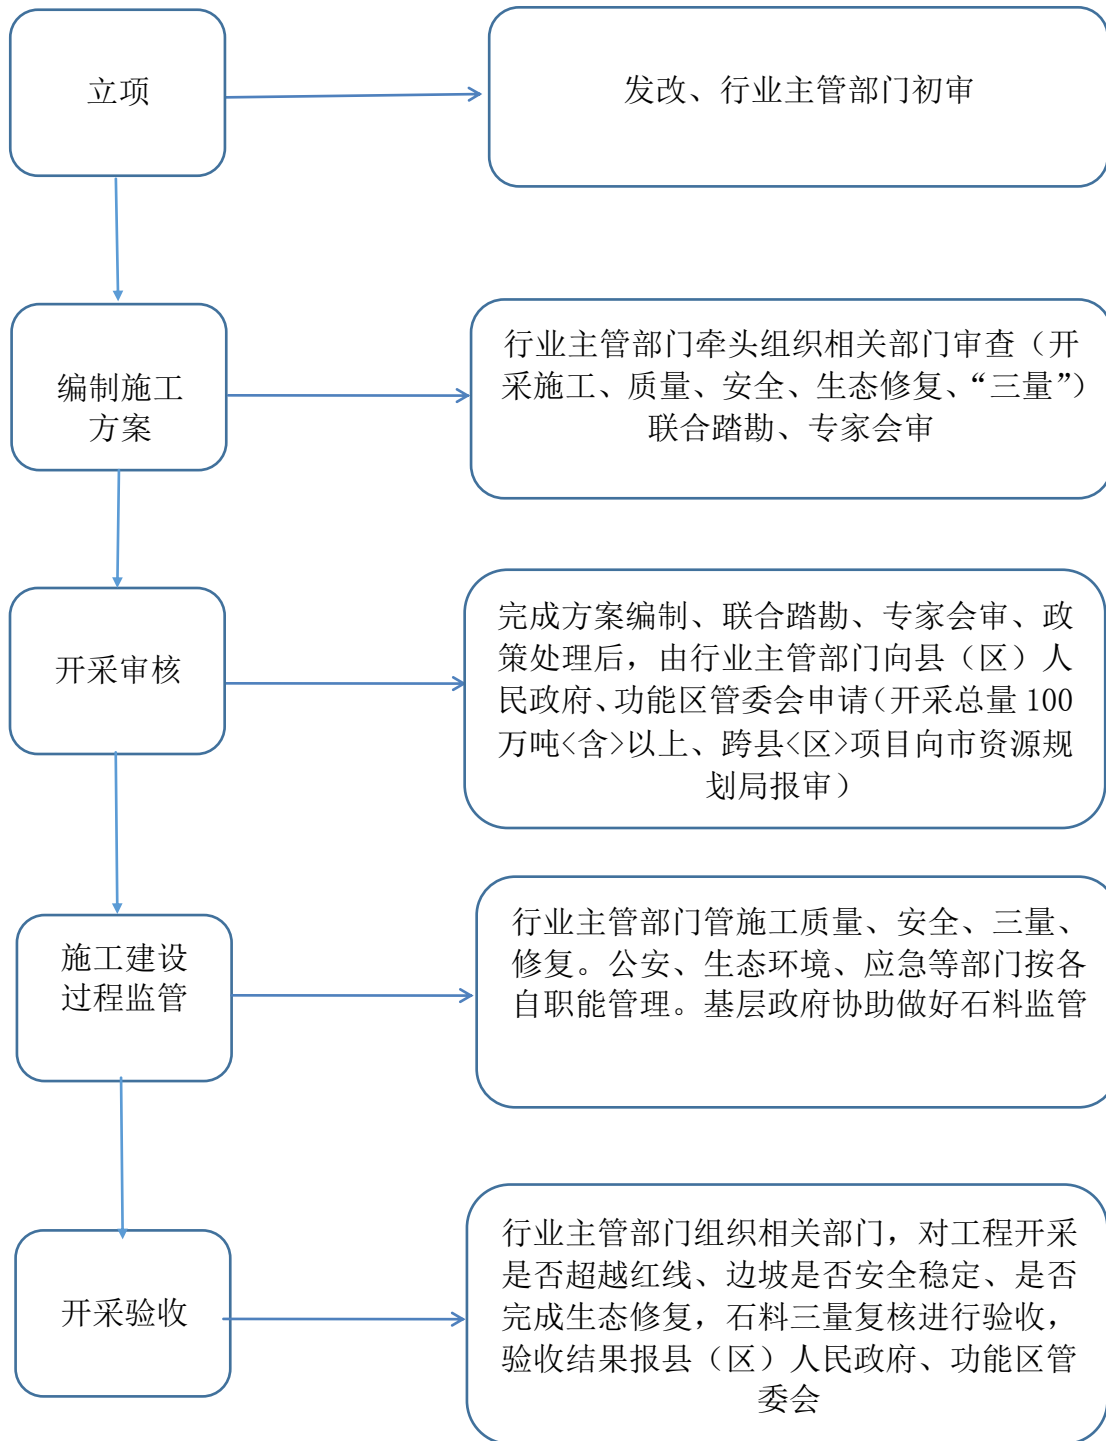 立项
发改、行业主管部门初审
编制施工
方案
行业主管部门牵头组织相关部门审查（开
采施工、质量、安全、生态修复、“三量”）
联合踏勘、专家会审
开采审核
完成方案编制、联合踏勘、专家会审、政
策处理后，由行业主管部门向县（区）人
民政府、功能区管委会申请（开采总量 100
万吨<含>以上、跨县<区>项目向市资源规
划局报审）
施工建设
过程监管
行业主管部门管施工质量、安全、三量、
修复。公安、生态环境、应急等部门按各
自职能管理。基层政府协助做好石料监管
开采验收
行业主管部门组织相关部门，对工程开采
是否超越红线、边坡是否安全稳定、是否
完成生态修复，石料三量复核进行验收，
验收结果报县（区）人民政府、功能区管
委会